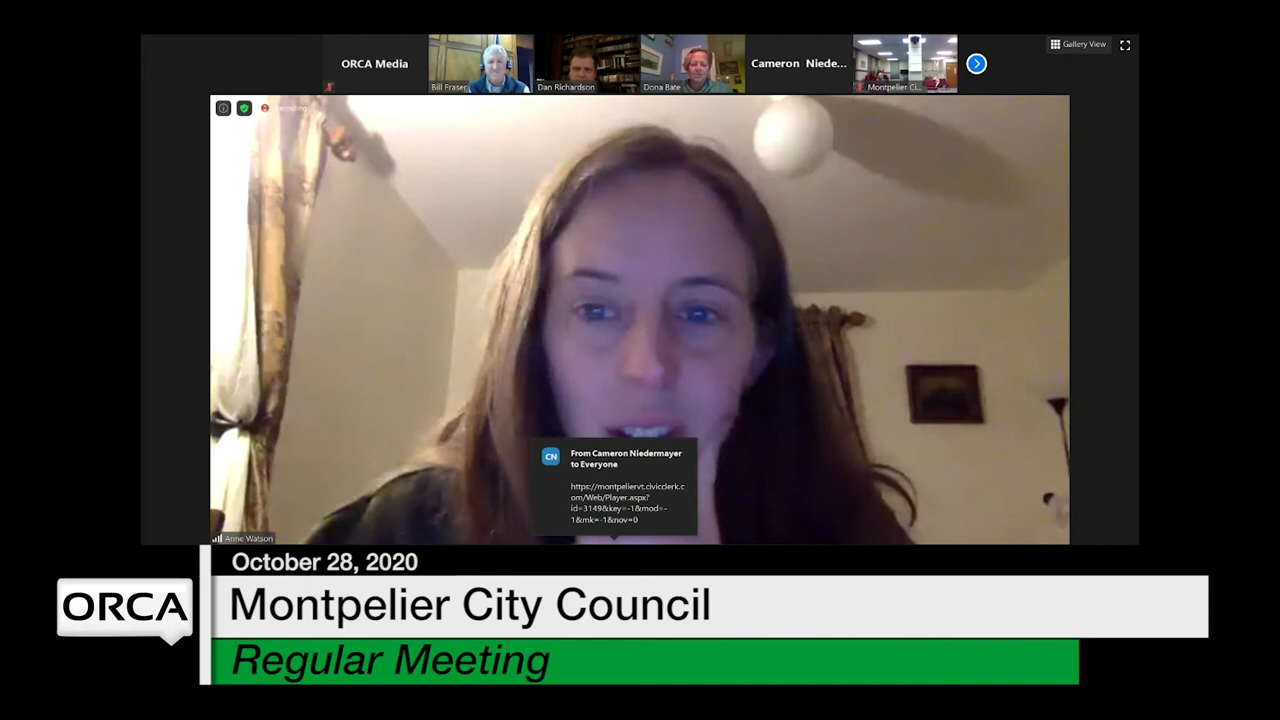 ORCA Media
Bill Fraser
Dan Richardson
Dona Bate
Cameron Niede...
Montpelier Ci...
Gallery View
Recording
CN
From Cameron Niedermayer
to Everyone
https://montpeliervt.civicclerk.c
om/Web/Player.aspx?
id=3149&key=-1&mod=-
1&mk=-1&nov=0
Anne Watson
October 28, 2020
ORCA
Montpelier City Council
Regular Meeting